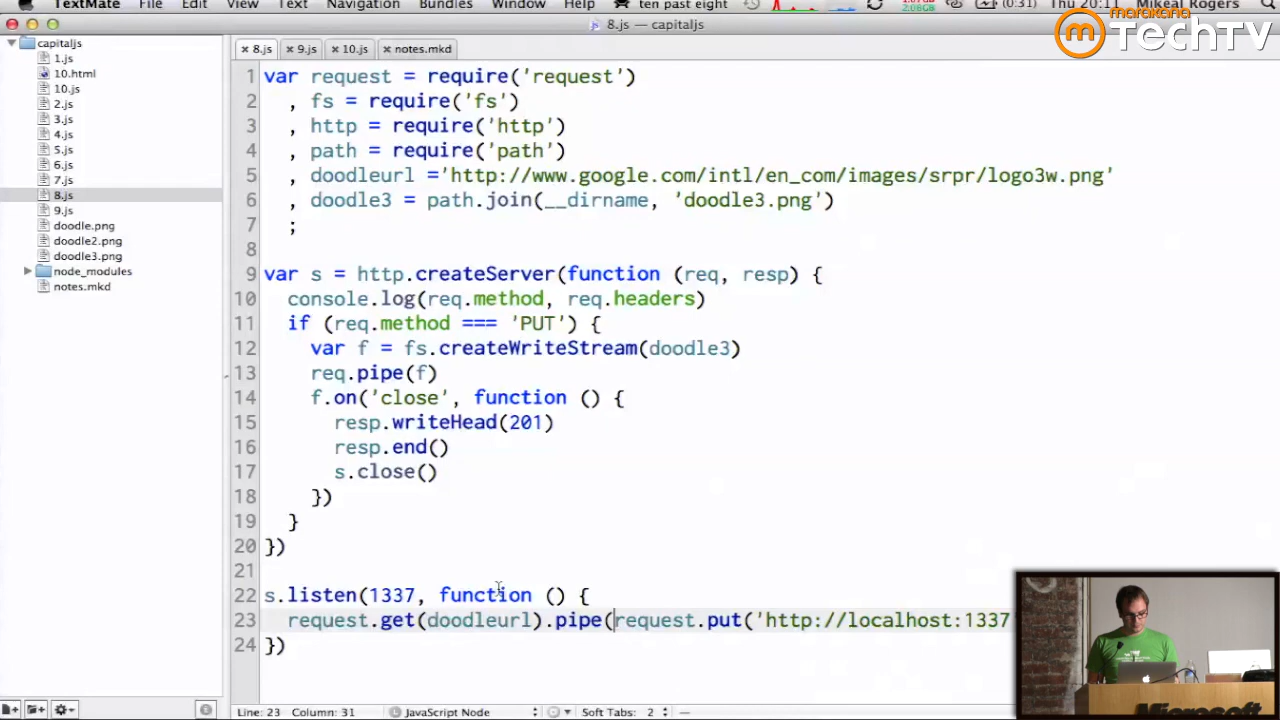 TextMate File Edit View Text Navigation Bundles Window Help ten past eight (0:31) Thu 20:11 Mikeal Rogers
marakana
TechTV
8.js — capitaljs
capitaljs
1.js
10.html
10.js
2.js
3.js
4.js
5.js
6.js
7.js
8.js
9.js
doodle.png
doodle2.png
doodle3.png
node_modules
notes.mkd
× 8.js × 9.js × 10.js × notes.mkd
1 var request = require('request')
2 , fs = require('fs')
3 , http = require('http')
4 , path = require('path')
5 , doodleurl ='http://www.google.com/intl/en_com/images/srpr/logo3w.png'
6 , doodle3 = path.join(__dirname, 'doodle3.png')
7 ;
8
9 var s = http.createServer(function (req, resp) {
10 console.log(req.method, req.headers)
11 if (req.method === 'PUT') {
12 var f = fs.createWriteStream(doodle3)
13 req.pipe(f)
14 f.on('close', function () {
15 resp.writeHead(201)
16 resp.end()
17 s.close()
18 })
19 }
20 })
21
22 s.listen(1337, function () {
23 request.get(doodleurl).pipe(request.put('http://localhost:1337
24 })
Line: 23 Column: 31 JavaScript Node Soft Tabs: 2 —
Microsoft